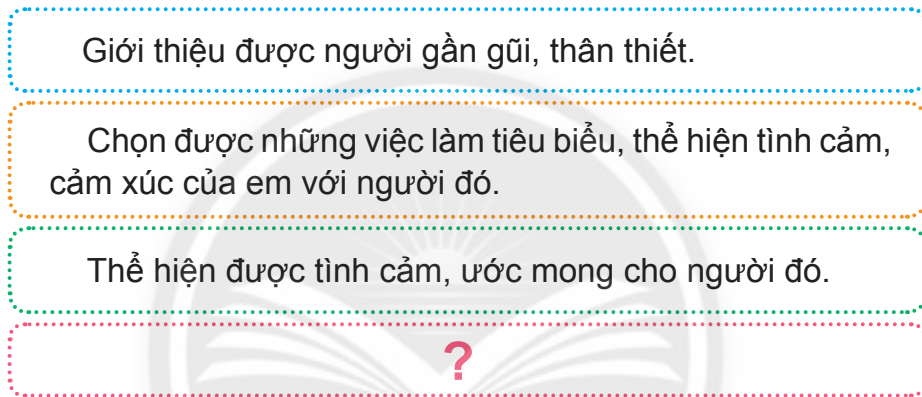 Giới thiệu được người gần gũi, thân thiết.
Chọn được những việc làm tiêu biểu, thể hiện tình cảm,
cảm xúc của em với người đó.
Thể hiện được tình cảm, ước mong cho người đó.
?